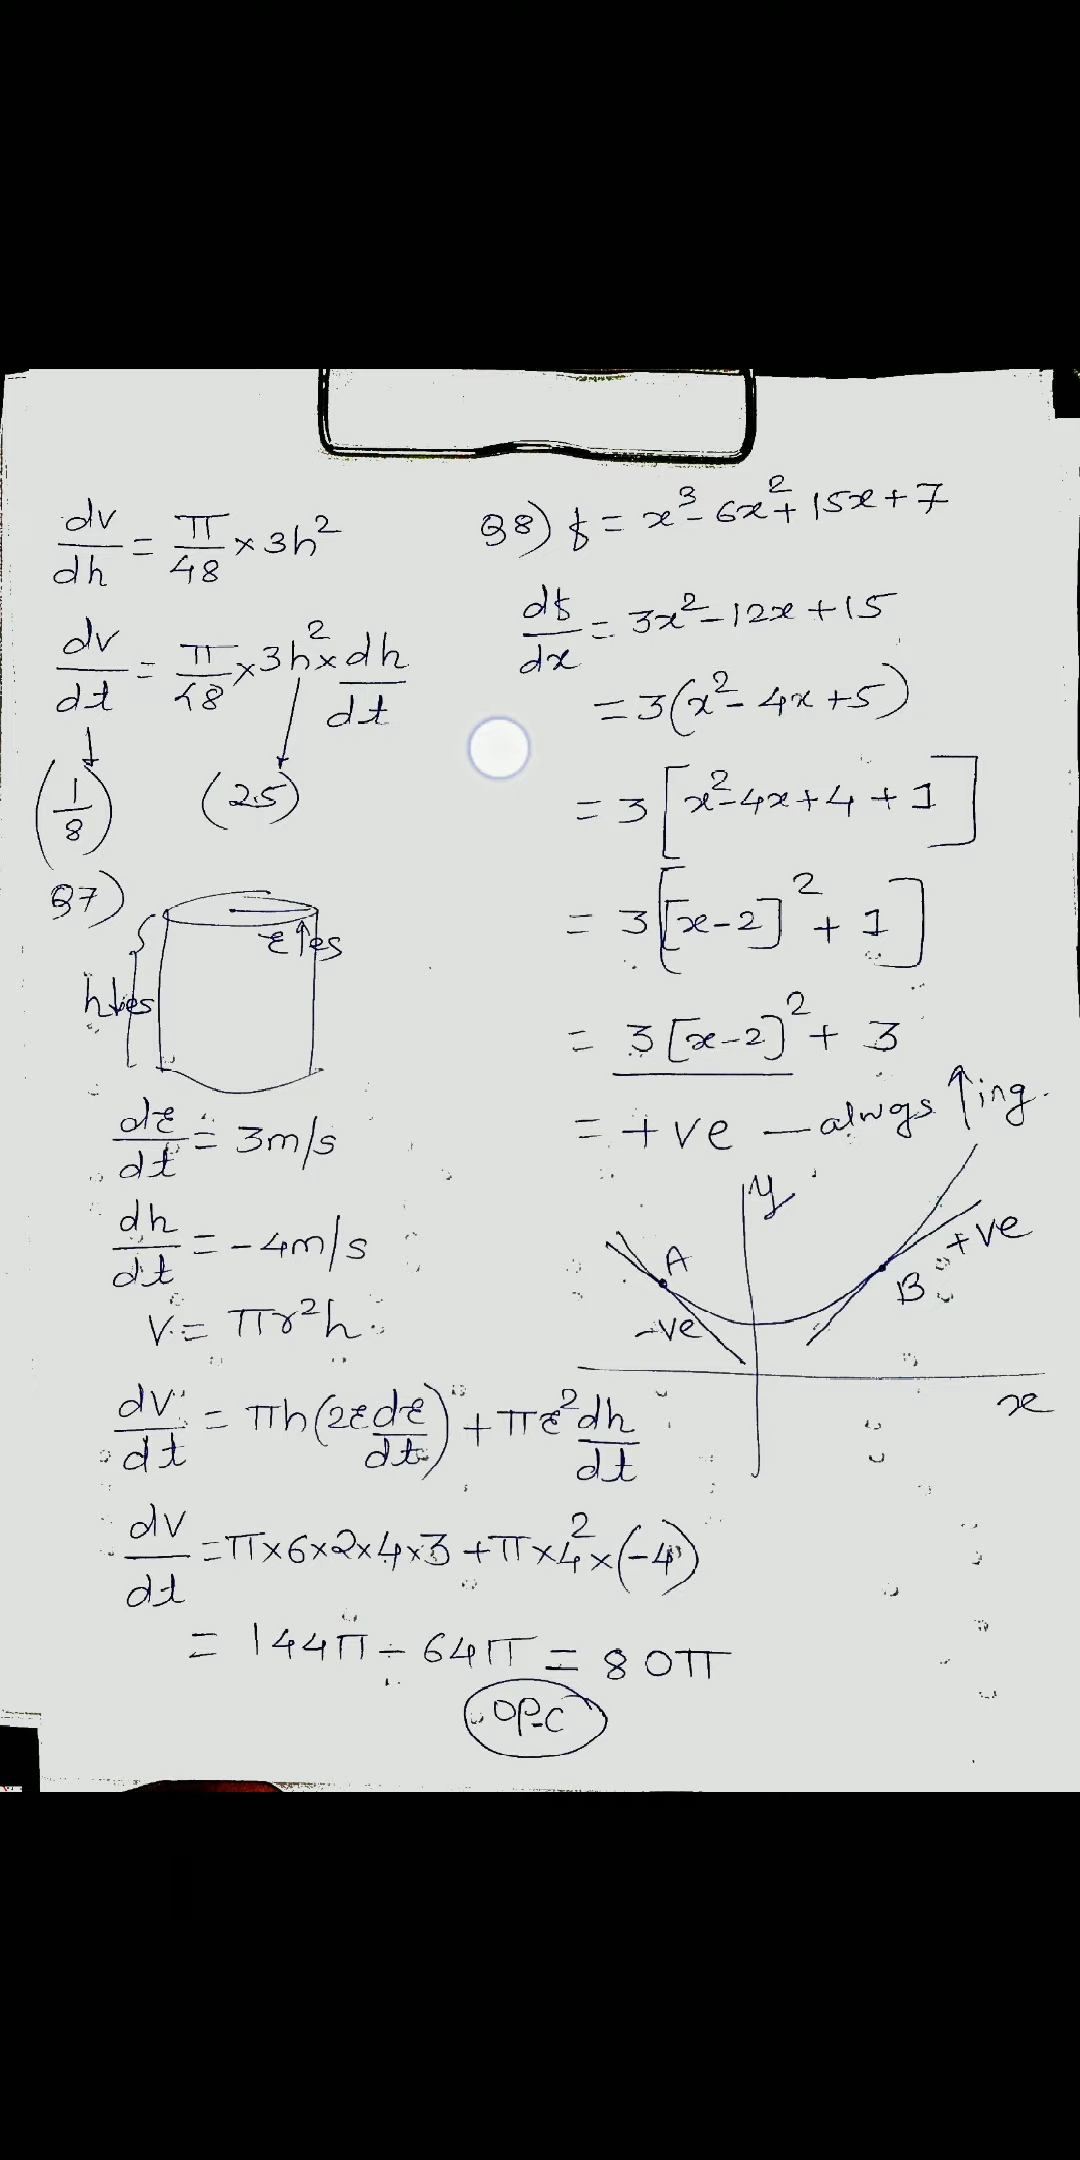 dv/dh = π/48 × 3h²
dv/dt = π/48 × 3h² × dh/dt
(1/8) (25)
Q7)
r ↑es
h↓es
dr/dt = 3m/s
dh/dt = -4m/s
V = πr²h
dV/dt = πh(2r dr/dt) + πr² dh/dt
dV/dt = π×6×2×4×3 + π×4²×(-4)
= 144π - 64π = 80π
OP-C
Q8) f = x³ - 6x² + 15x + 7
df/dx = 3x² - 12x + 15
= 3(x² - 4x + 5)
= 3[x² - 4x + 4 + 1]
= 3[[x-2]² + 1]
= 3[x-2]² + 3
= +ve — alwgs ↑ing.
y
A
-ve
B
+ve
x